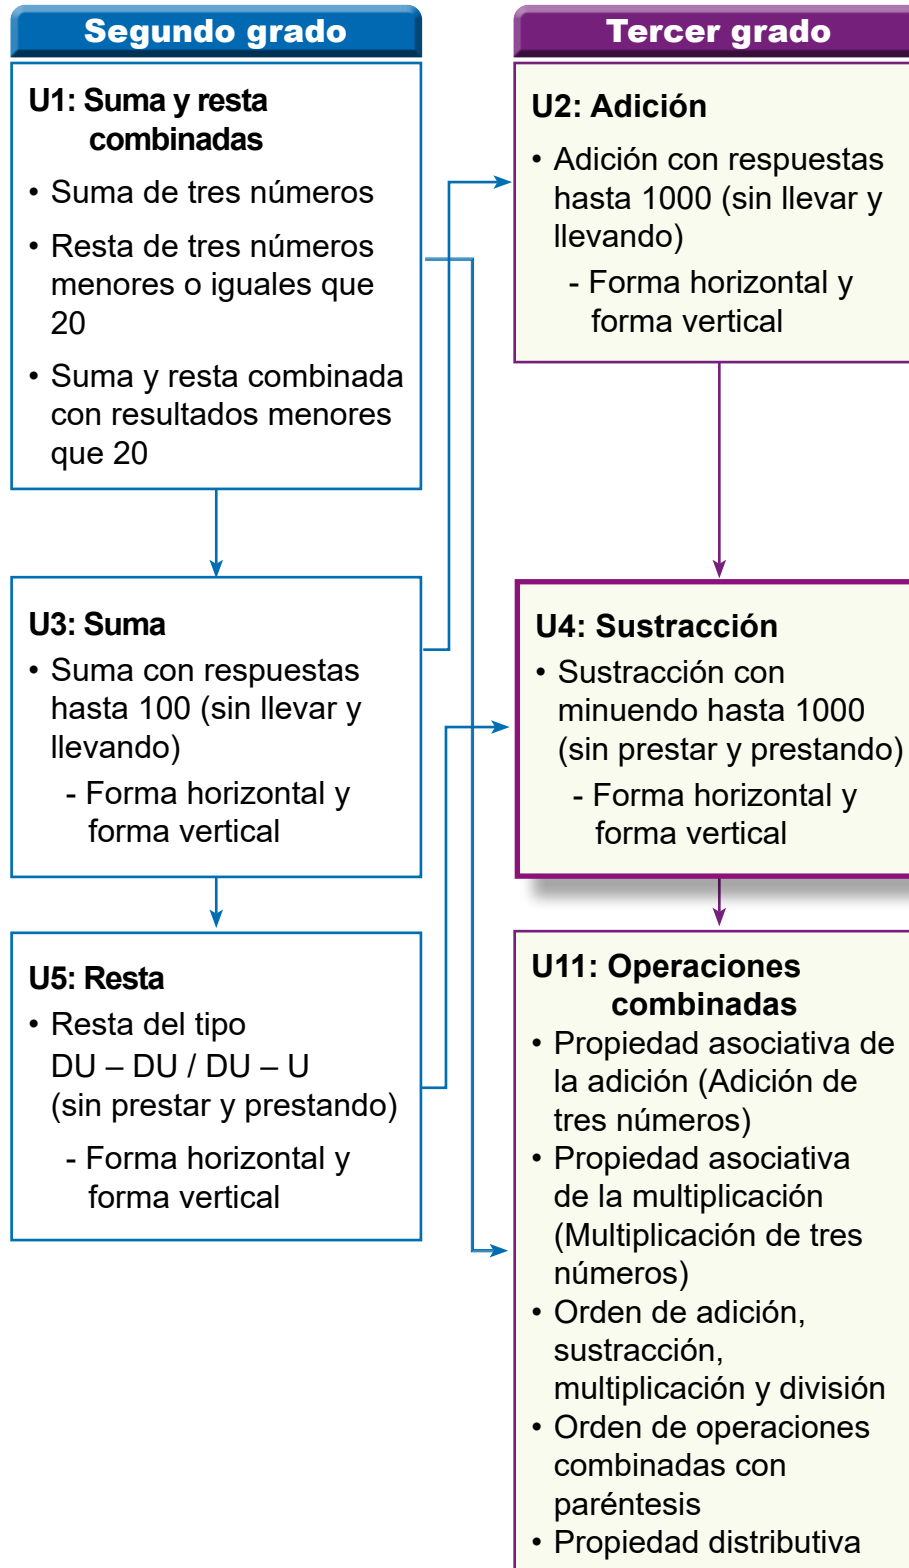 Segundo grado
U1: Suma y resta
combinadas
• Suma de tres números
• Resta de tres números
menores o iguales que
20
• Suma y resta combinada
con resultados menores
que 20
U3: Suma
• Suma con respuestas
hasta 100 (sin llevar y
llevando)
- Forma horizontal y
forma vertical
U5: Resta
• Resta del tipo
DU – DU / DU – U
(sin prestar y prestando)
- Forma horizontal y
forma vertical
Tercer grado
U2: Adición
• Adición con respuestas
hasta 1000 (sin llevar y
llevando)
- Forma horizontal y
forma vertical
U4: Sustracción
• Sustracción con
minuendo hasta 1000
(sin prestar y prestando)
- Forma horizontal y
forma vertical
U11: Operaciones
combinadas
• Propiedad asociativa de
la adición (Adición de
tres números)
• Propiedad asociativa
de la multiplicación
(Multiplicación de tres
números)
• Orden de adición,
sustracción,
multiplicación y división
• Orden de operaciones
combinadas con
paréntesis
• Propiedad distributiva